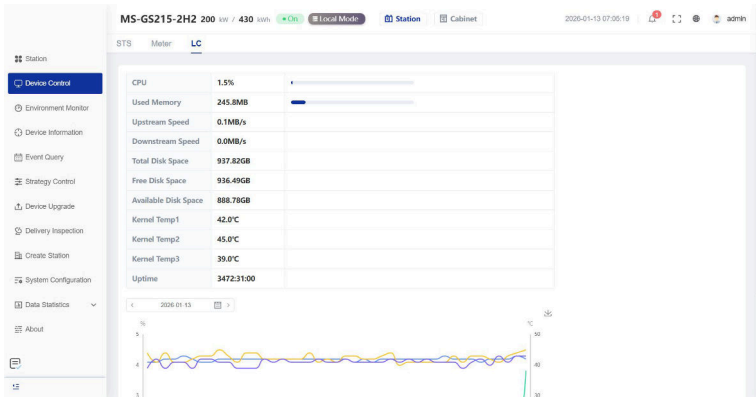 MS-GS215-2H2 200 kW / 430 kWh On Local Mode Station Cabinet 2026-01-13 07:05:19 admin
STS Meter LC
Station
Device Control
Environment Monitor
Device Information
Event Query
Strategy Control
Device Upgrade
Delivery Inspection
Create Station
System Configuration
Data Statistics
About
CPU 1.5%
Used Memory 245.8MB
Upstream Speed 0.1MB/s
Downstream Speed 0.0MB/s
Total Disk Space 937.82GB
Free Disk Space 936.49GB
Available Disk Space 888.78GB
Kernel Temp1 42.0℃
Kernel Temp2 45.0℃
Kernel Temp3 39.0℃
Uptime 3472:31:00
< 2026-01-13 >
% ℃
5 50
4 40
3 30